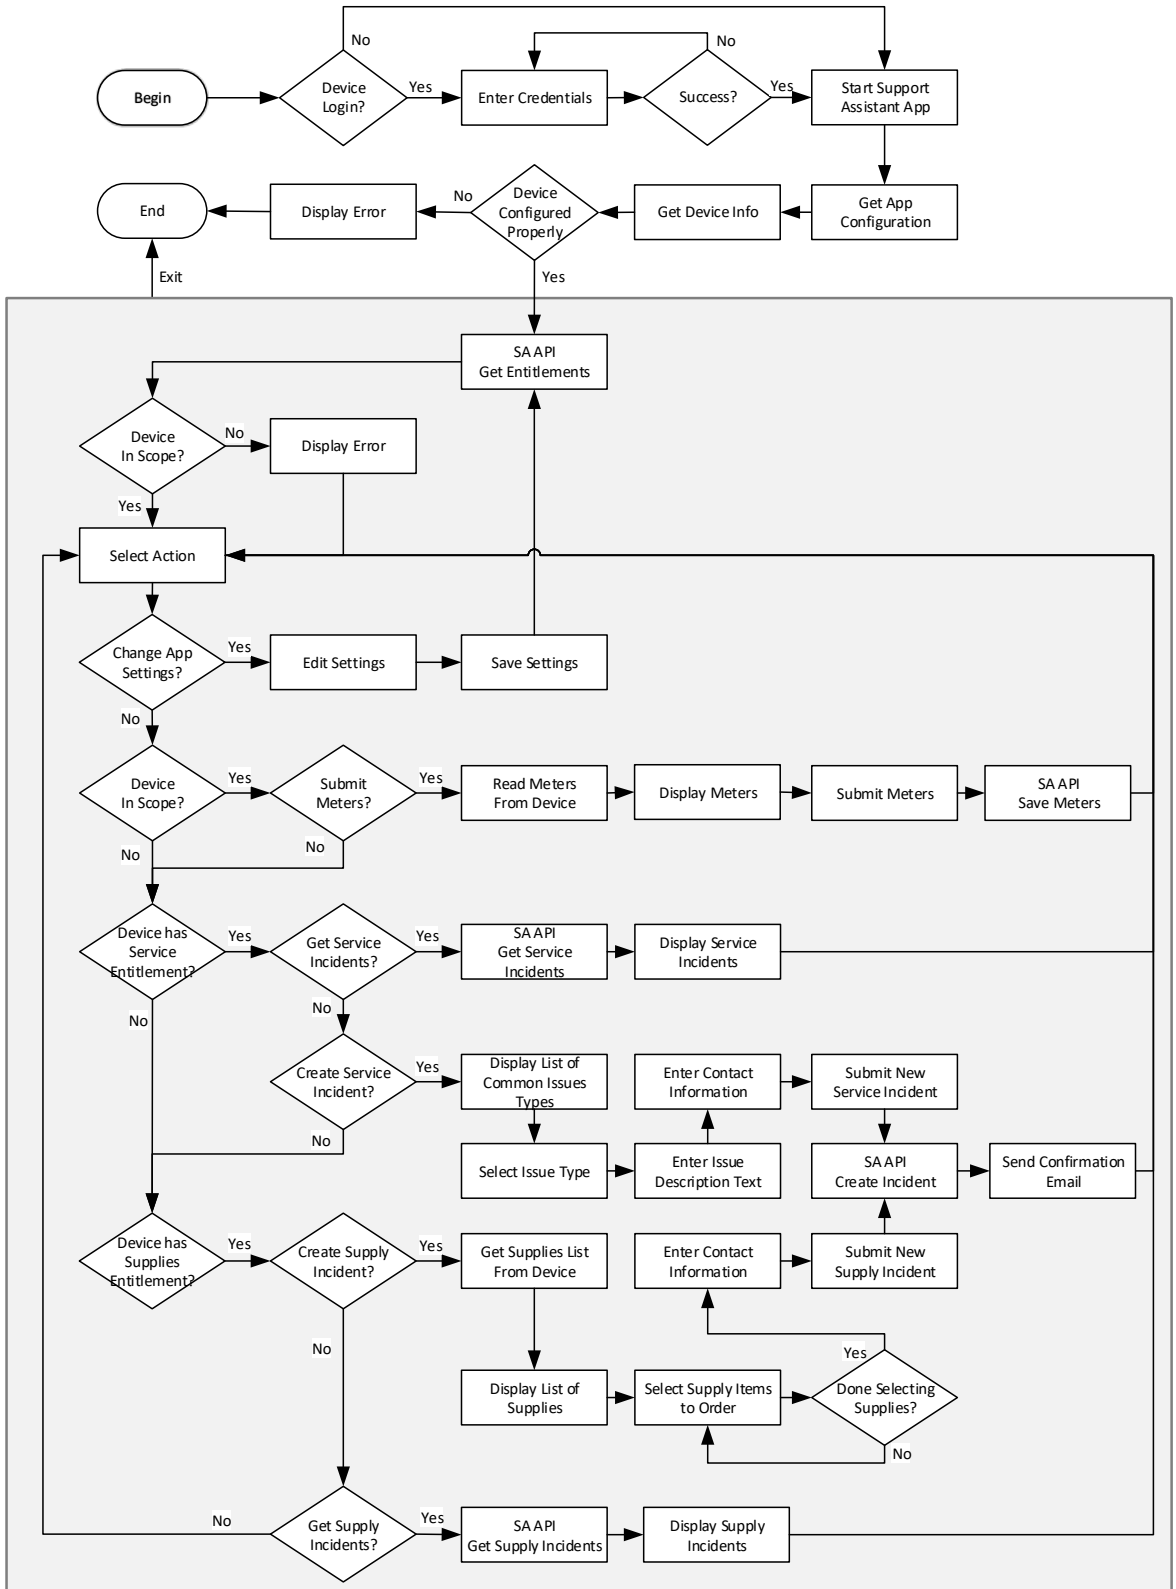 No
No
Begin
Device
Login?
Yes
Enter Credentials
Success?
Yes
Start Support
Assistant App
End
Display Error
No
Device
Configured
Properly
Get Device Info
Get App
Configuration
Exit
Yes
SA API
Get Entitlements
Device
In Scope?
No
Display Error
Yes
Select Action
Change App
Settings?
Yes
Edit Settings
Save Settings
No
Device
In Scope?
Yes
Submit
Meters?
Yes
Read Meters
From Device
Display Meters
Submit Meters
SA API
Save Meters
No
No
Device has
Service
Entitlement?
Yes
Get Service
Incidents?
Yes
SA API
Get Service
Incidents
Display Service
Incidents
No
No
Create Service
Incident?
Yes
Display List of
Common Issues
Types
Enter Contact
Information
Submit New
Service Incident
No
Select Issue Type
Enter Issue
Description Text
SA API
Create Incident
Send Confirmation
Email
Device has
Supplies
Entitlement?
Yes
Create Supply
Incident?
Yes
Get Supplies List
From Device
Enter Contact
Information
Submit New
Supply Incident
No
Yes
Display List of
Supplies
Select Supply Items
to Order
Done Selecting
Supplies?
No
No
Get Supply
Incidents?
Yes
SA API
Get Supply Incidents
Display Supply
Incidents